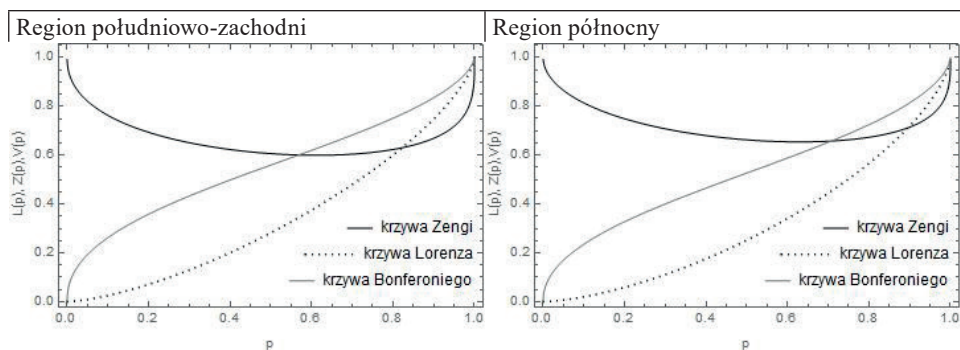 Region południowo-zachodni
1.0
0.8
0.6
0.4
0.2
0.0
L(p), Z(p),V(p)
krzywa Zengi
krzywa Lorenza
krzywa Bonferoniego
0.0 0.2 0.4 0.6 0.8 1.0
p
Region północny
1.0
0.8
0.6
0.4
0.2
0.0
L(p), Z(p),V(p)
krzywa Zengi
krzywa Lorenza
krzywa Bonferoniego
0.0 0.2 0.4 0.6 0.8 1.0
p